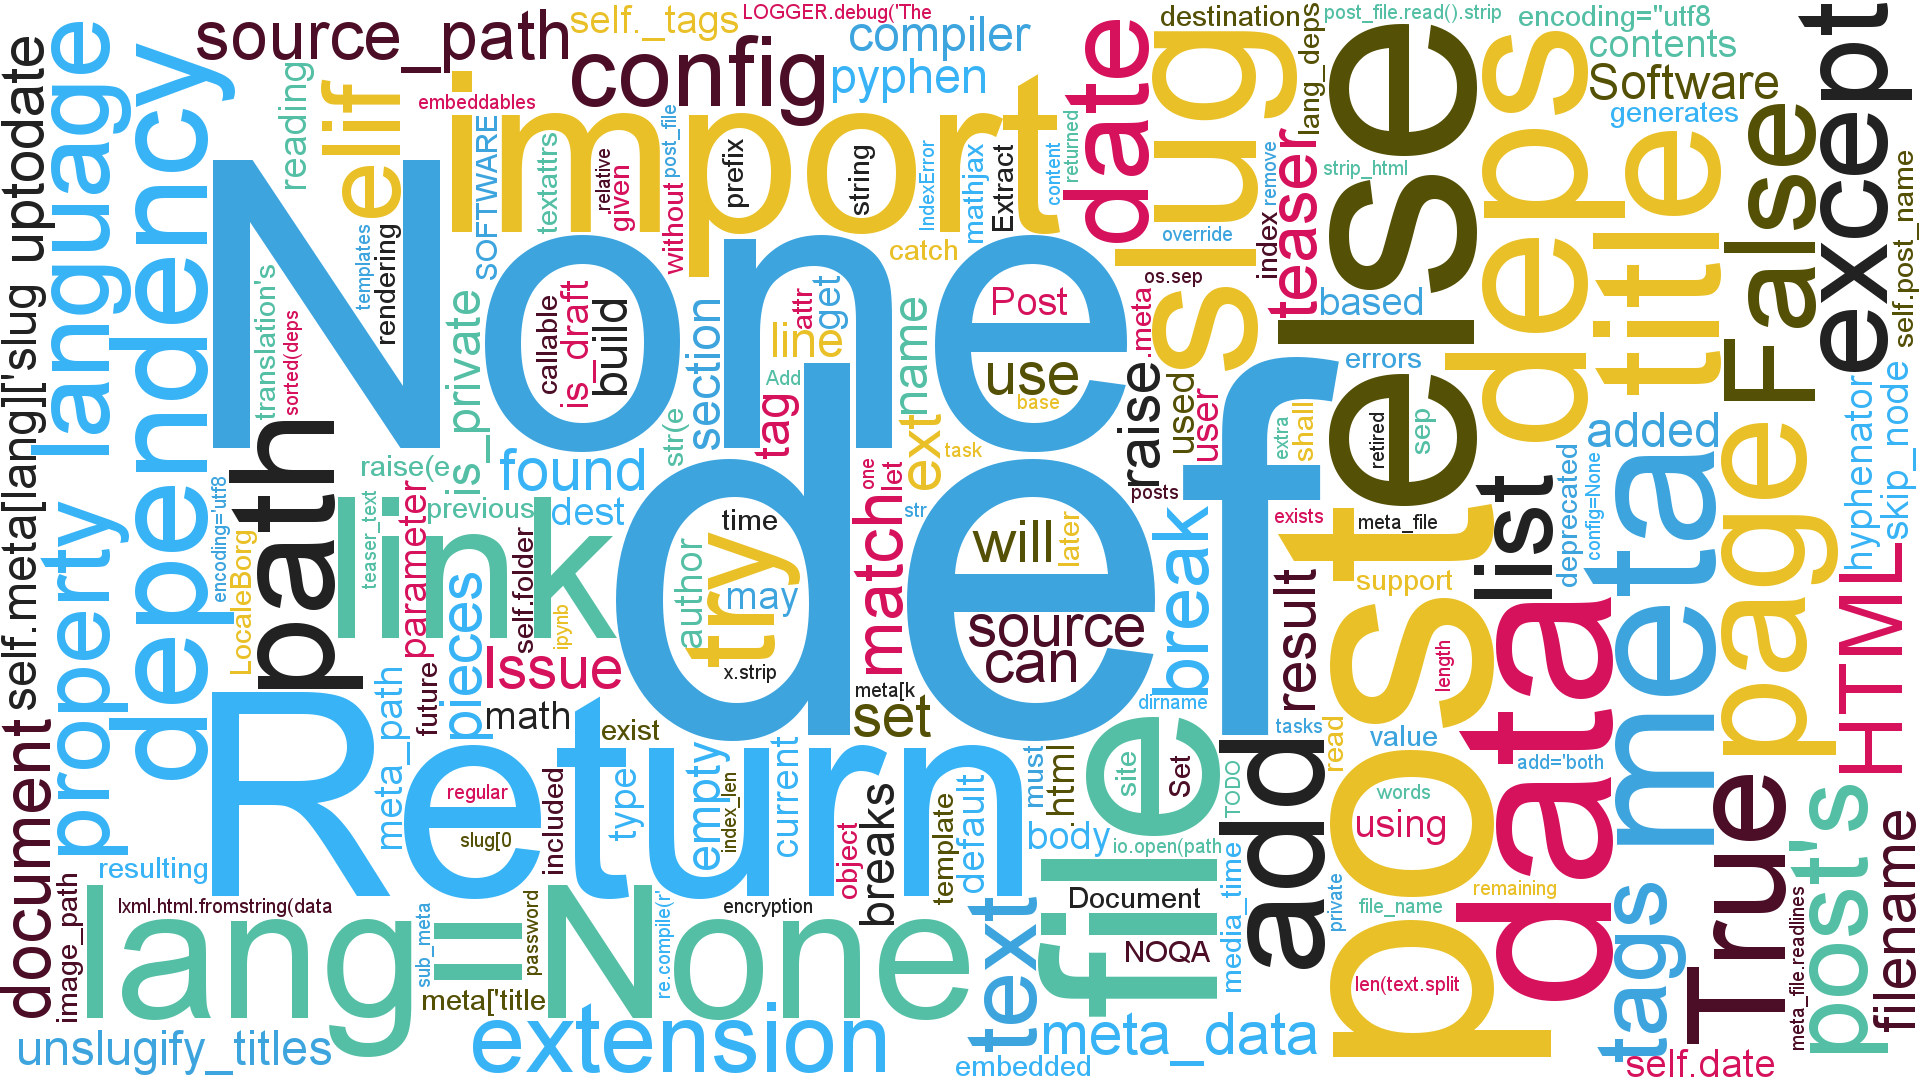 LOGGER.debug('The
self._tags
source_path
config
compiler
pyphen
destination
post_file.read().strip
encoding="utf8
contents
Software
generates
self.meta[lang]['slug uptodate
language
property
dependency
reading
elif
embeddables
import
date
slug
else
lang_deps
teaser
deps
title
False
except
self.post_name
SOFTWARE
textattrs
relative
given
post_file
without
prefix
string
IndexError
mathjax
Extract
content
returned
index
remove
strip_html
templates
rendering
translation's
sorted(deps
None
is_private
callable
is_draft
build
section
catch
override
os.sep
Post
attr
get
line
Add
tag
name
ext
use
base
task
.meta
raise
used
user
based
errors
extra
shall
retired
sep
added
hyphenator
skip_node
deprecated
config=None
path
LocaleBorg
encoding='utf8
raise(e
found
str(e
previous
dest
teaser_text
parameter
link
self.folder
ipynb
time
author
try
may
x.strip
match
one
let
str
def
will
later
source
can
posts
break
exists
meta_file
support
post
list
data
meta
page
HTML
result
length
Issue
math
pieces
meta_path
future
exist
meta[k
set
dirname
tasks
read
value
add='both
Return
regular
slug[0
included
type
empty
index_len
current
object
breaks
template
default
must
.html
body
site
Set
TODO
io.open(path
add
words
using
remaining
file_name
private
True
post's
filename
document
resulting
image_path
lxml.html.fromstring(data
lang=None
sub_meta
password
re.compile(r'
encryption
meta['title
text
file
Document
NOQA
media_time
len(text.split
tags
meta_file.readlines
unslugify_titles
extension
meta_data
embedded
self.date